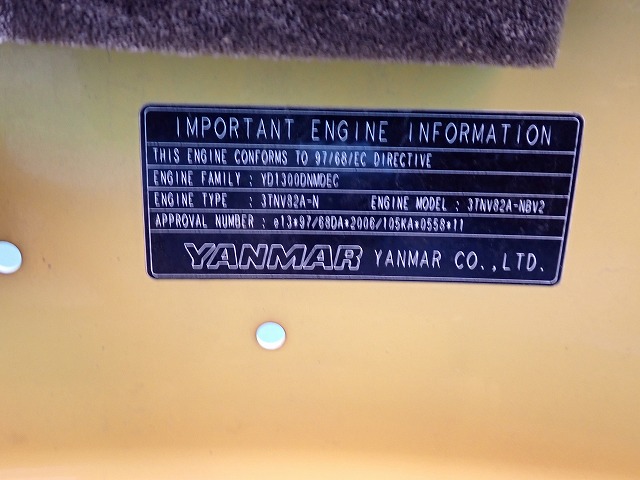 IMPORTANT ENGINE INFORMATION
THIS ENGINE CONFORMS TO 97/68/EC DIRECTIVE
ENGINE FAMILY : YD1300DNMDEC
ENGINE TYPE : 3TNV82A-N ENGINE MODEL : 3TNV82A-NBV2
APPROVAL NUMBER : e13*97/68DA*2006/105KA*0558*11
YANMAR YANMAR CO.,LTD.